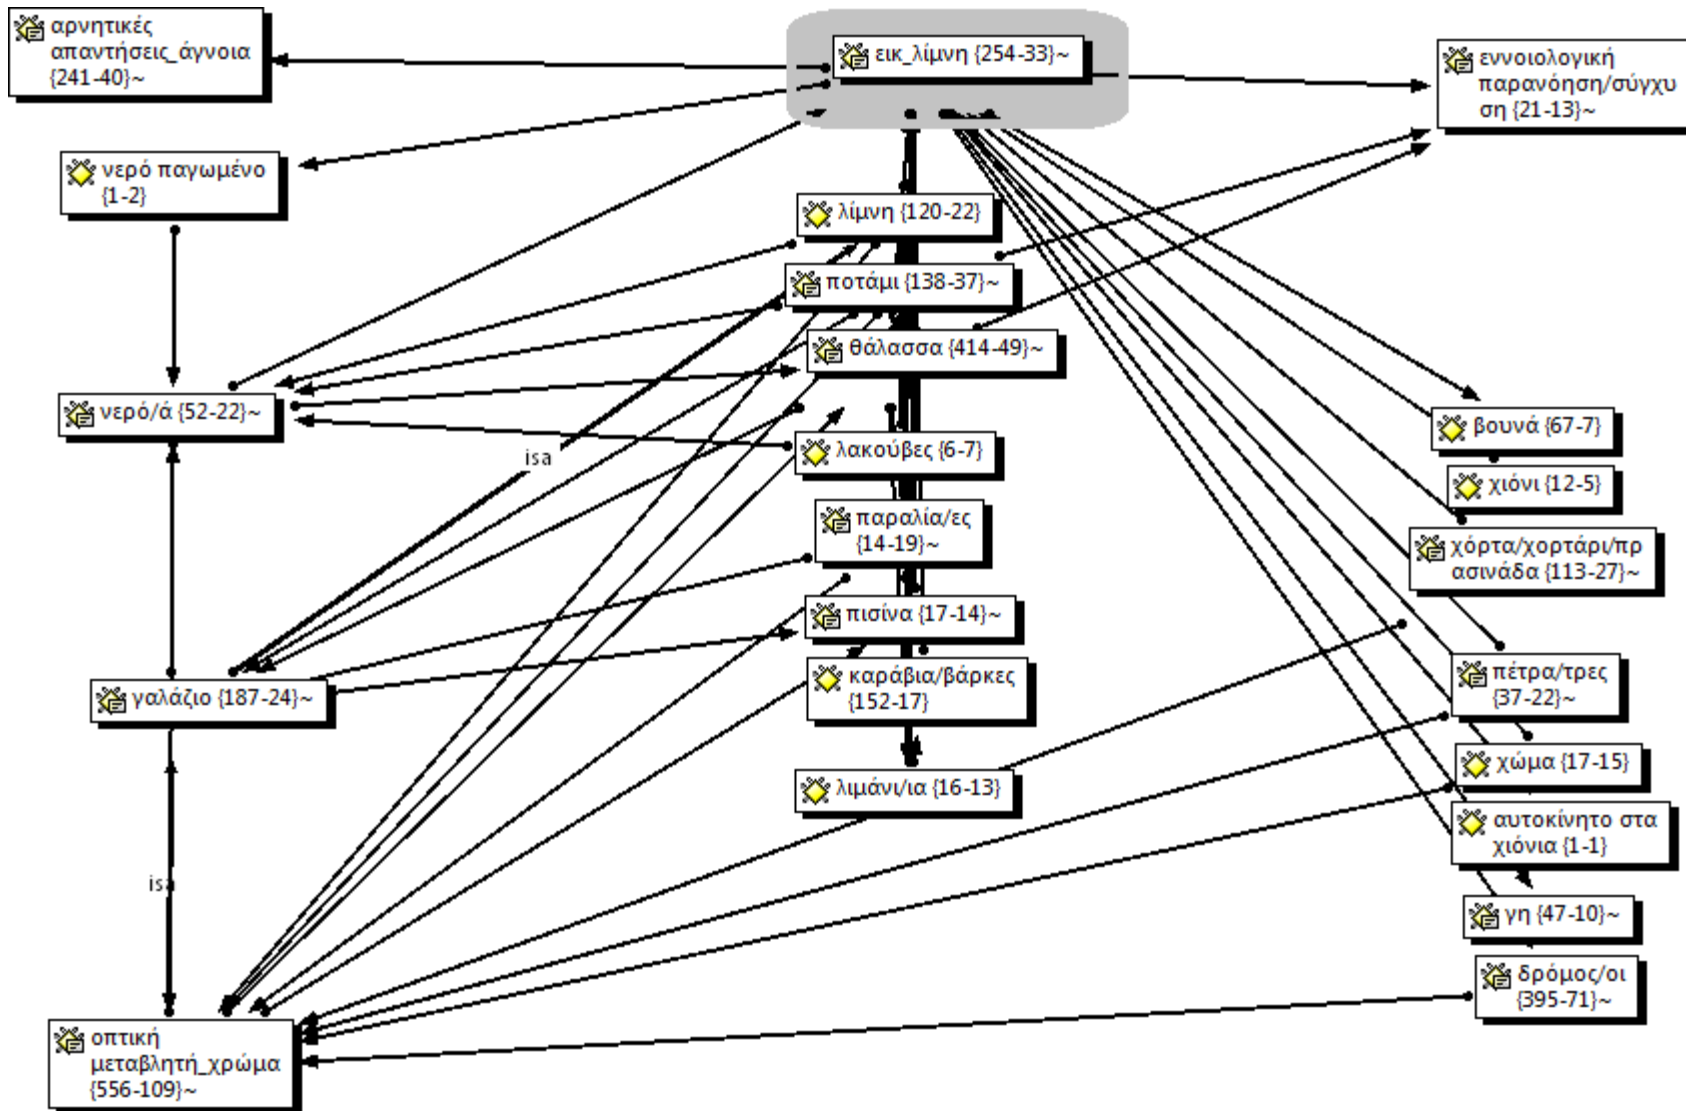 αρνητικές
απαντήσεις_άγνοια
{241-40}~
εικ_λίμνη {254-33}~
εννοιολογική
παρανόηση/σύγχυ
ση {21-13}~
νερό παγωμένο
{1-2}
λίμνη {120-22}
ποτάμι {138-37}~
θάλασσα {414-49}~
νερό/ά {52-22}~
isa
λακούβες {6-7}
βουνά {67-7}
χιόνι {12-5}
παραλία/ες
{14-19}~
χόρτα/χορτάρι/πρ
ασινάδα {113-27}~
πισίνα {17-14}~
γαλάζιο {187-24}~
καράβια/βάρκες
{152-17}
πέτρα/τρες
{37-22}~
λιμάνι/ια {16-13}
χώμα {17-15}
αυτοκίνητο στα
χιόνια {1-1}
isa
γη {47-10}~
δρόμος/οι
{395-71}~
οπτική
μεταβλητή_χρώμα
{556-109}~